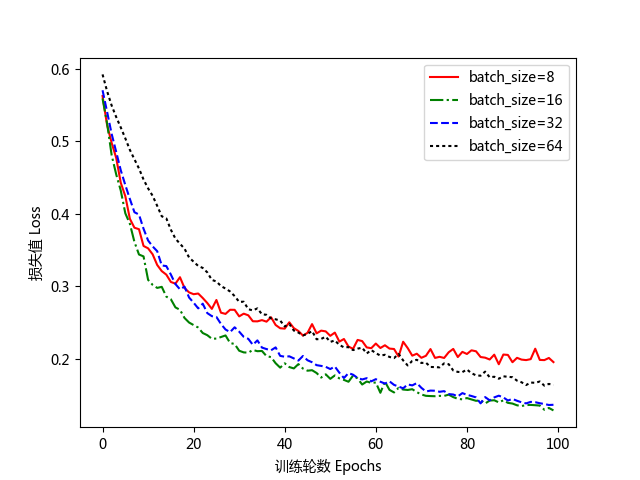 batch_size=8
batch_size=16
batch_size=32
batch_size=64
0.6
0.5
0.4
0.3
0.2
损失值 Loss
0 20 40 60 80 100
训练轮数 Epochs